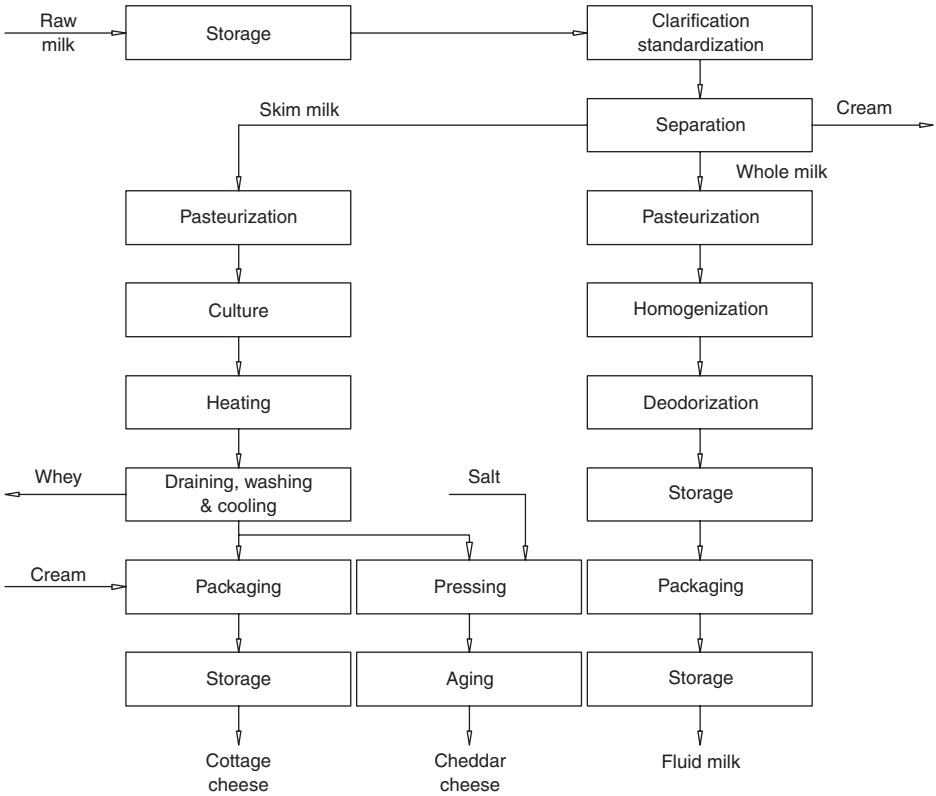 Raw
milk
Storage
Clarification
standardization
Skim milk
Separation
Cream
Whole milk
Pasteurization
Pasteurization
Culture
Homogenization
Heating
Deodorization
Whey
Draining, washing
& cooling
Salt
Storage
Cream
Packaging
Pressing
Packaging
Storage
Aging
Storage
Cottage
cheese
Cheddar
cheese
Fluid milk